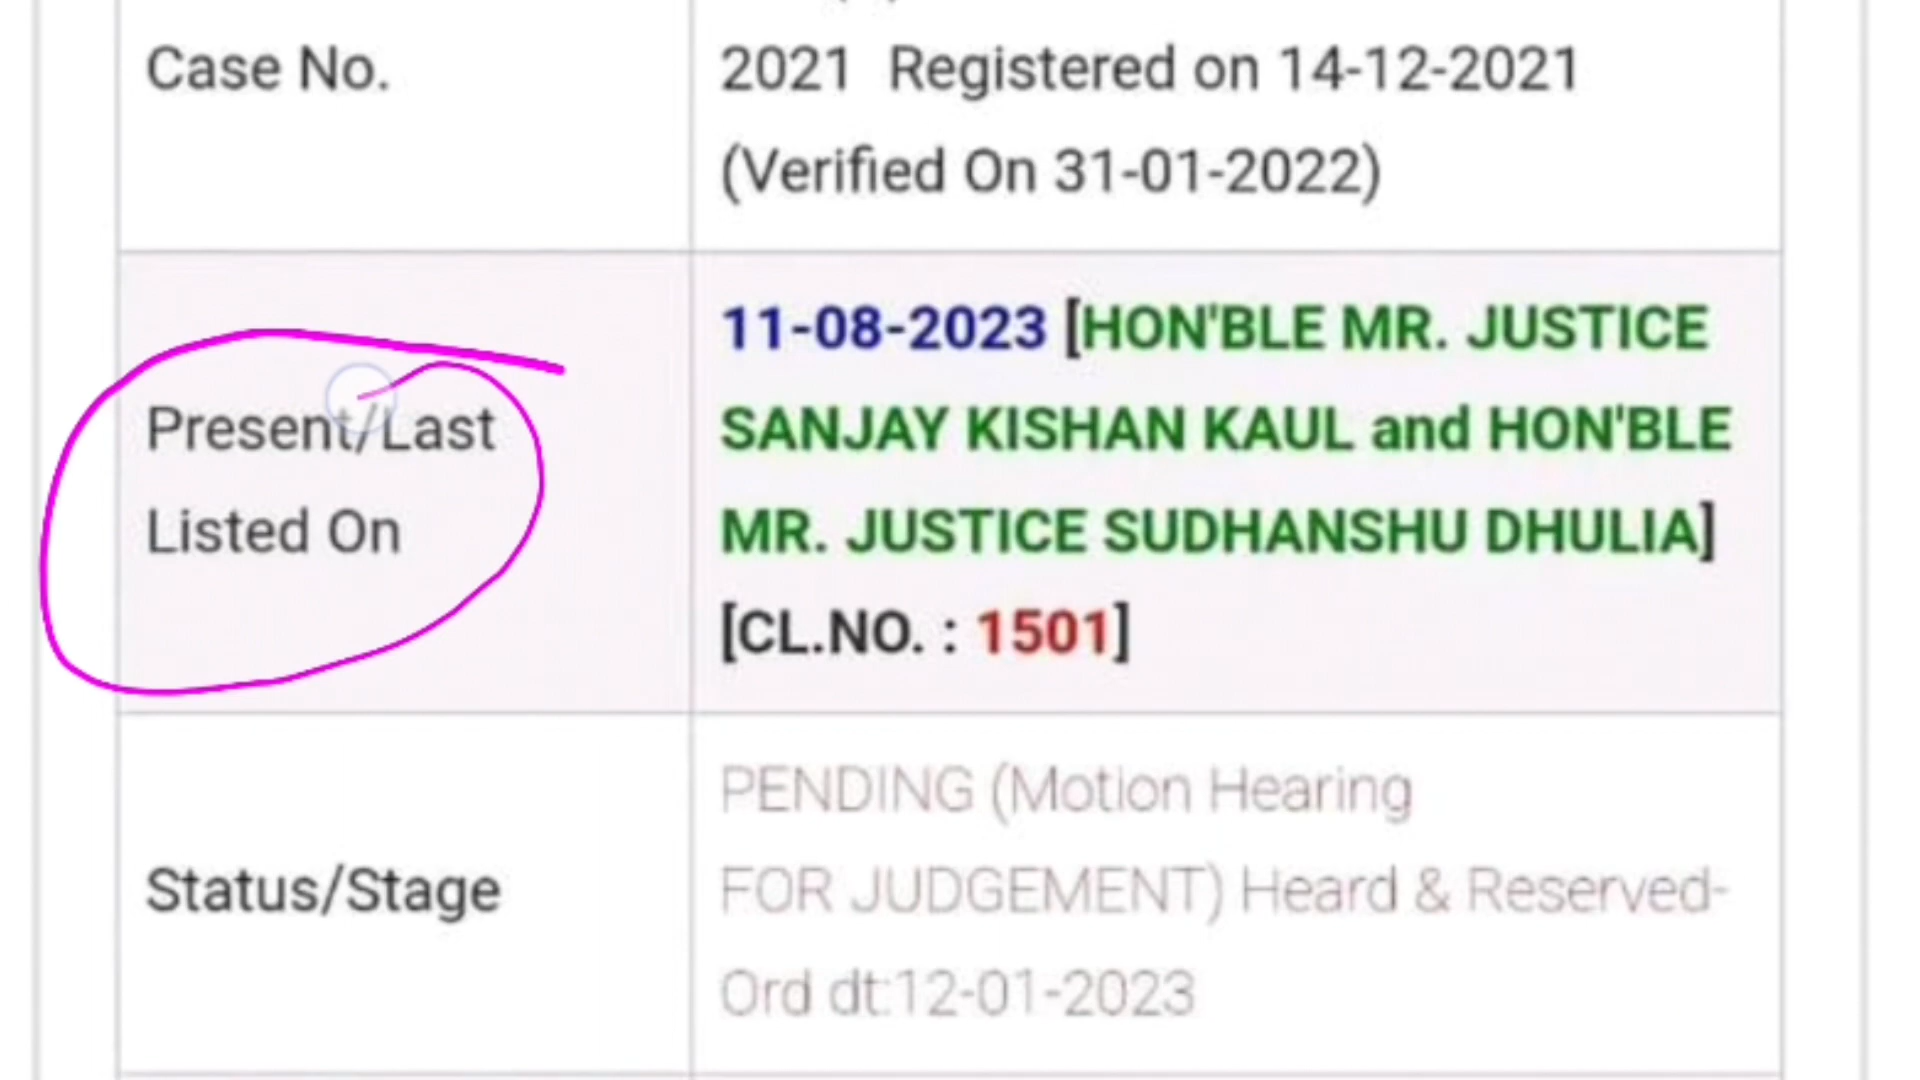 Case No.
2021 Registered on 14-12-2021
(Verified On 31-01-2022)
Present/Last
Listed On
11-08-2023 [HON'BLE MR. JUSTICE
SANJAY KISHAN KAUL and HON'BLE
MR. JUSTICE SUDHANSHU DHULIA]
[CL.NO. : 1501]
Status/Stage
PENDING (Motion Hearing
FOR JUDGEMENT) Heard & Reserved-
Ord dt:12-01-2023